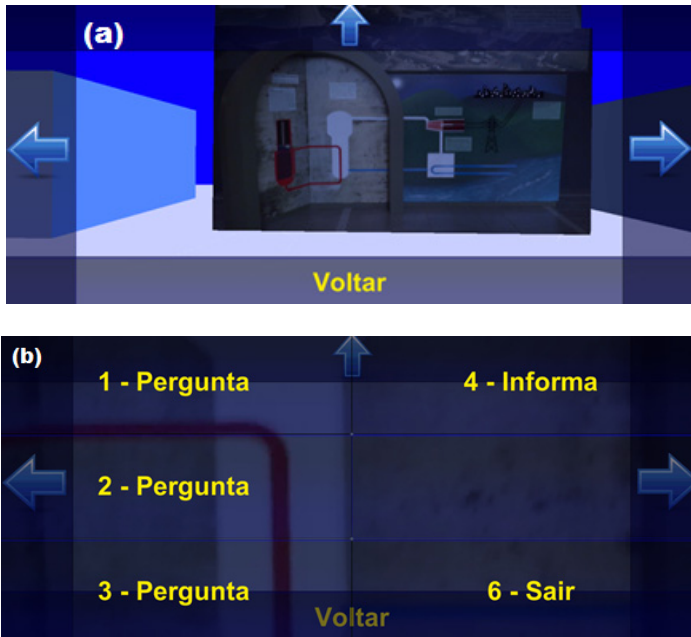 (a)
Voltar
(b)
1 - Pergunta
4 - Informa
2 - Pergunta
3 - Pergunta
6 - Sair
Voltar